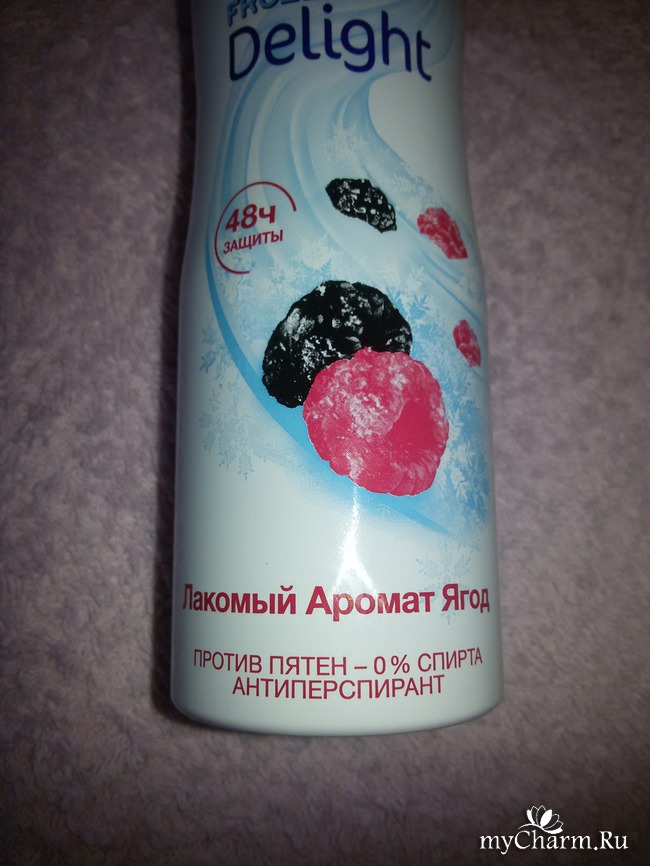 Delight
48ч
ЗАЩИТЫ
Лакомый Аромат Ягод
ПРОТИВ ПЯТЕН – 0 % СПИРТА
АНТИПЕРСПИРАНТ
myCharm.Ru